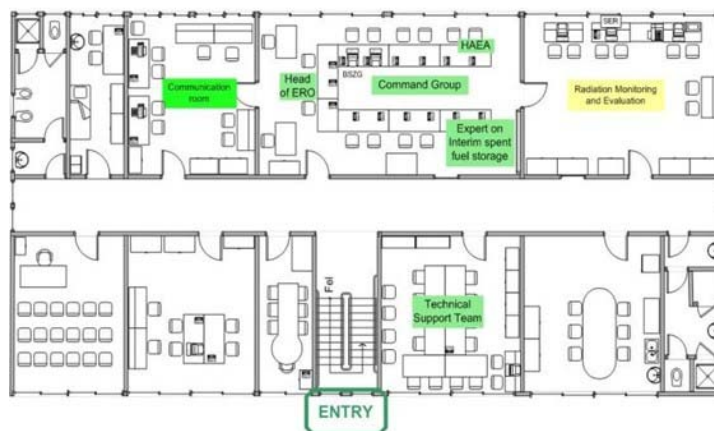 SER
HAEA
Head
of ERO
BSZG
Command Group
Communication
room
Radiation Monitoring
and Evaluation
Expert on
Interim spent
fuel storage
Fel
Technical
Support Team
ENTRY